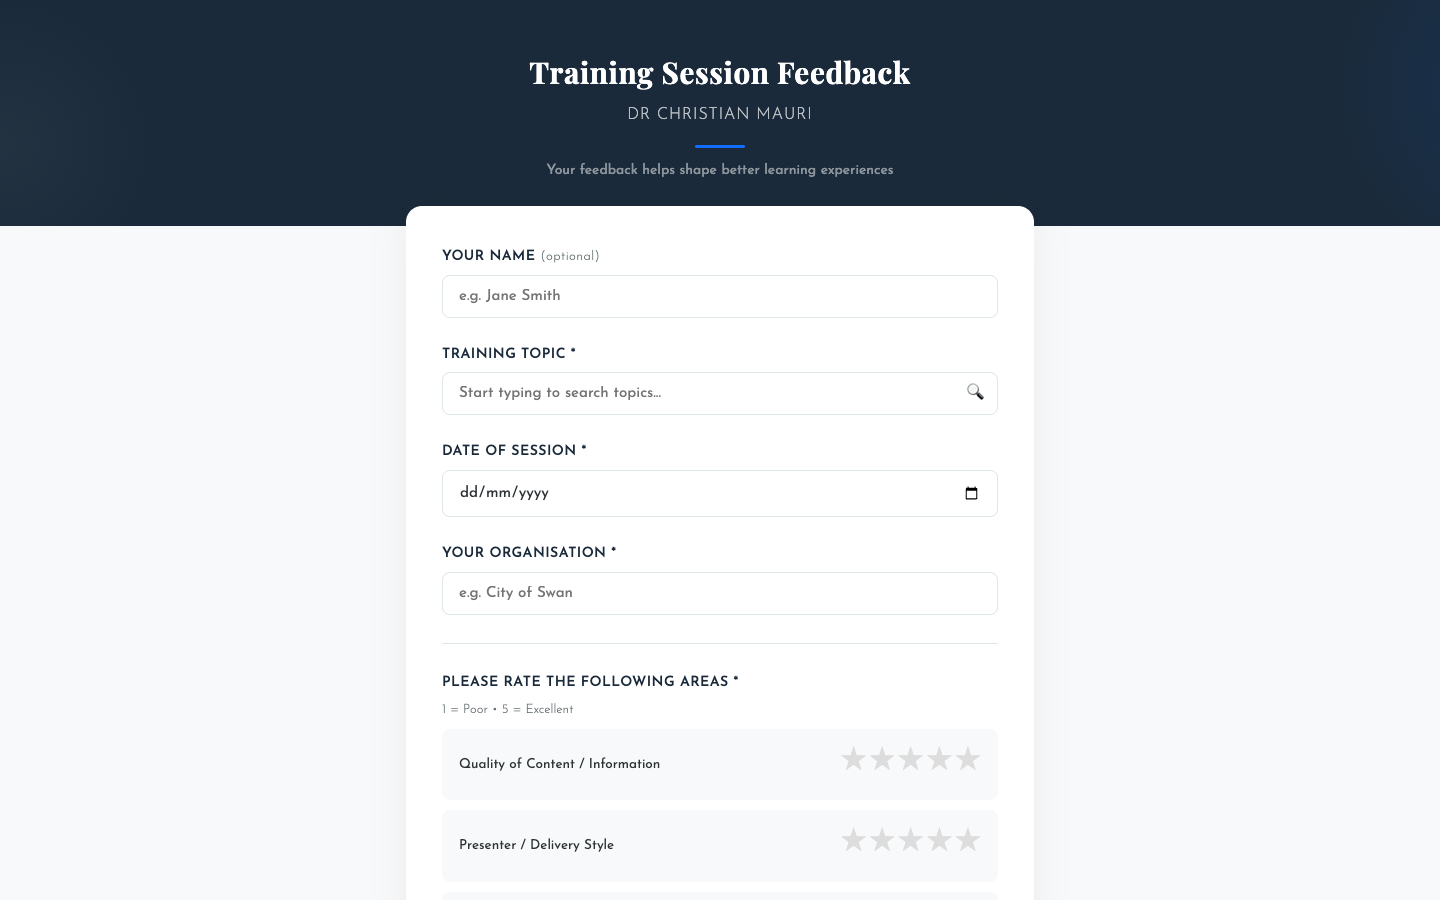 Training Session Feedback
DR CHRISTIAN MAURI
Your feedback helps shape better learning experiences
YOUR NAME (optional)
e.g. Jane Smith
TRAINING TOPIC *
Start typing to search topics...
DATE OF SESSION *
dd/mm/yyyy
YOUR ORGANISATION *
e.g. City of Swan
PLEASE RATE THE FOLLOWING AREAS *
1 = Poor • 5 = Excellent
Quality of Content / Information
Presenter / Delivery Style